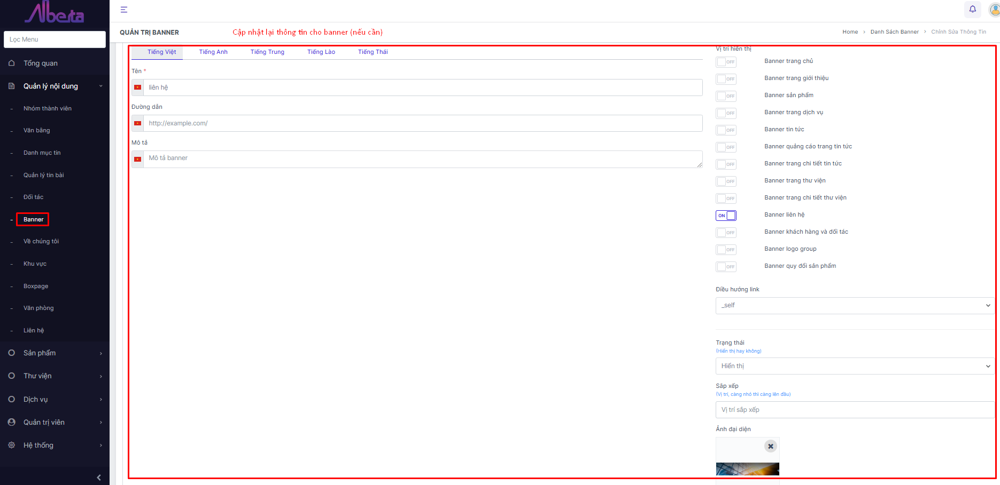 Alberta
Lọc Menu
Tổng quan
Quản lý nội dung
Nhóm thành viên
Văn bằng
Danh mục tin
Quản lý tin bài
Đối tác
Banner
Về chúng tôi
Khu vực
Boxpage
Văn phòng
Liên hệ
Sản phẩm
Thư viện
Dịch vụ
Quản trị viên
Hệ thống
QUẢN TRỊ BANNER
Cập nhật lại thông tin cho banner (nếu cần)
Home > Danh Sách Banner > Chỉnh Sửa Thông Tin
Tiếng Việt Tiếng Anh Tiếng Trung Tiếng Lào Tiếng Thái
Tên *
liên hệ
Đường dẫn
http://example.com/
Mô tả
Mô tả banner
Vị trí hiển thị
OFF Banner trang chủ
OFF Banner trang giới thiệu
OFF Banner sản phẩm
OFF Banner trang dịch vụ
OFF Banner tin tức
OFF Banner quảng cáo trang tin tức
OFF Banner trang chi tiết tin tức
OFF Banner trang thư viện
OFF Banner trang chi tiết thư viện
ON Banner liên hệ
OFF Banner khách hàng và đối tác
OFF Banner logo group
OFF Banner quy đổi sản phẩm
Điều hướng link
_self
Trạng thái
(Hiển thị hay không)
Hiển thị
Sắp xếp
(Vị trí, càng nhỏ thì càng lên đầu)
Vị trí sắp xếp
Ảnh đại diện